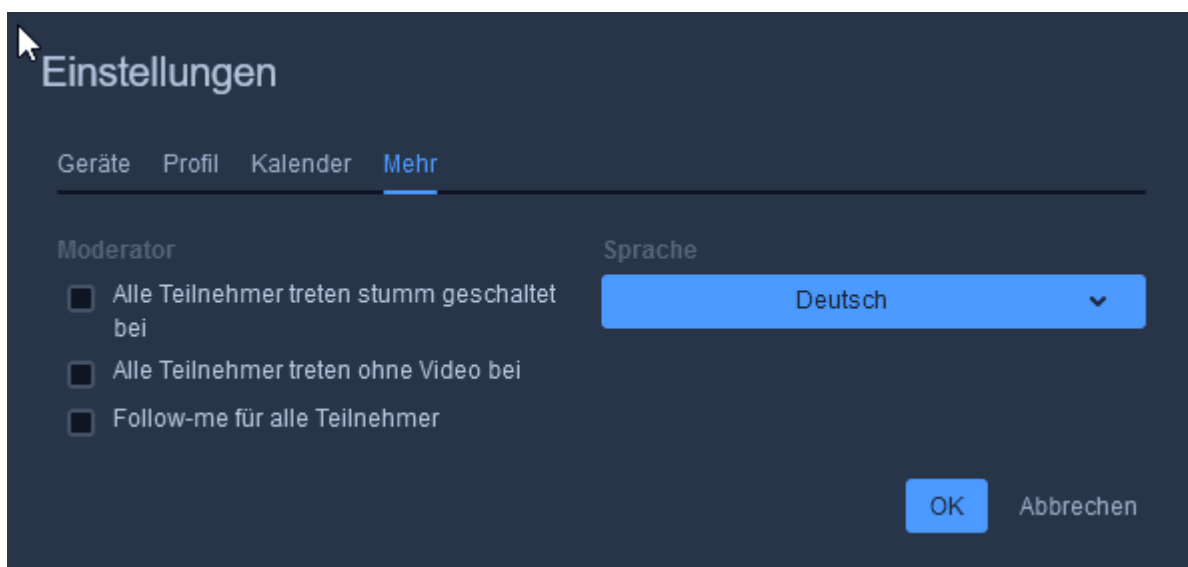 Einstellungen
Geräte Profil Kalender Mehr
Moderator
Alle Teilnehmer treten stumm geschaltet
bei
Alle Teilnehmer treten ohne Video bei
Follow-me für alle Teilnehmer
Sprache
Deutsch
OK Abbrechen